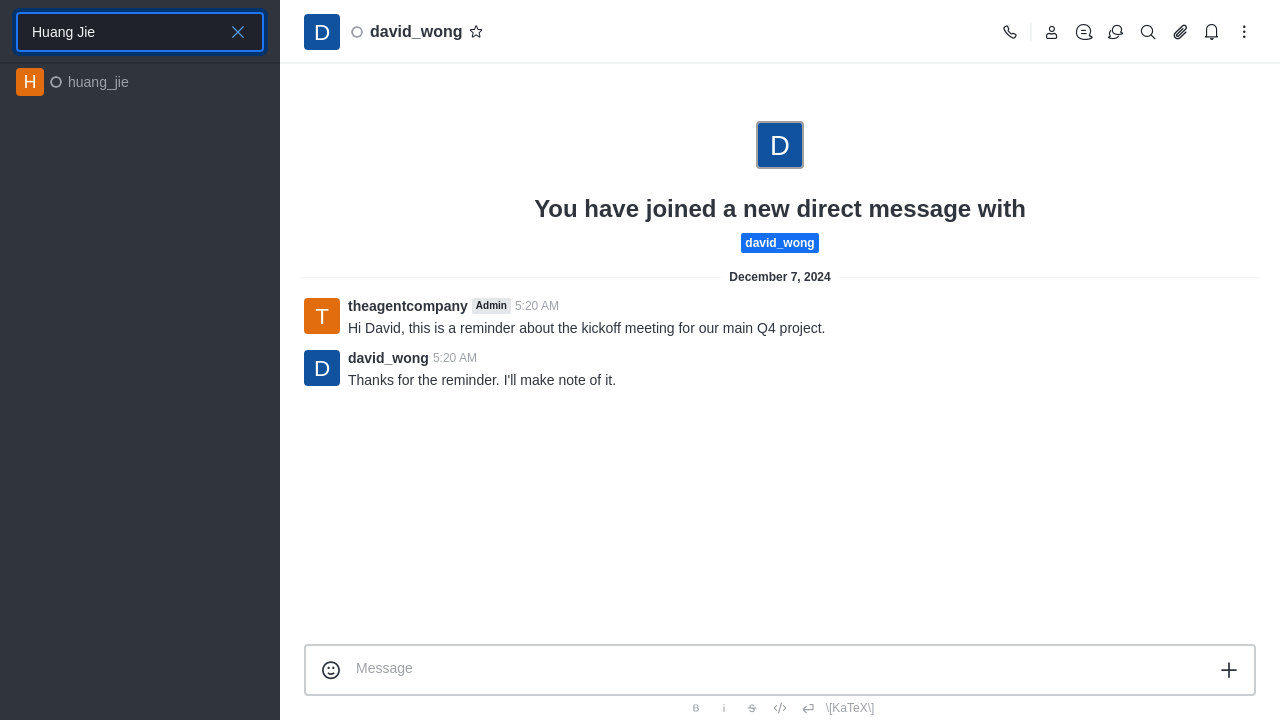 Huang Jie
H huang_jie
D david_wong
D
You have joined a new direct message with
david_wong
December 7, 2024
T theagentcompany Admin 5:20 AM
Hi David, this is a reminder about the kickoff meeting for our main Q4 project.
D david_wong 5:20 AM
Thanks for the reminder. I'll make note of it.
Message
B i S \[KaTeX\]